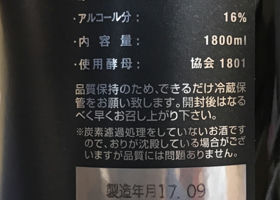 ・アルコール分： 16%
・内容量： 1800ml
・使用酵母： 協会 1801
品質保持のため、できるだけ冷蔵保
管をお願い致します。開封後はなる
べく早くお召し上がり下さい。
※炭素濾過処理をしていないお酒です
ので、おりが沈殿している場合がござ
いますが品質には問題ありません。
製造年月17.09